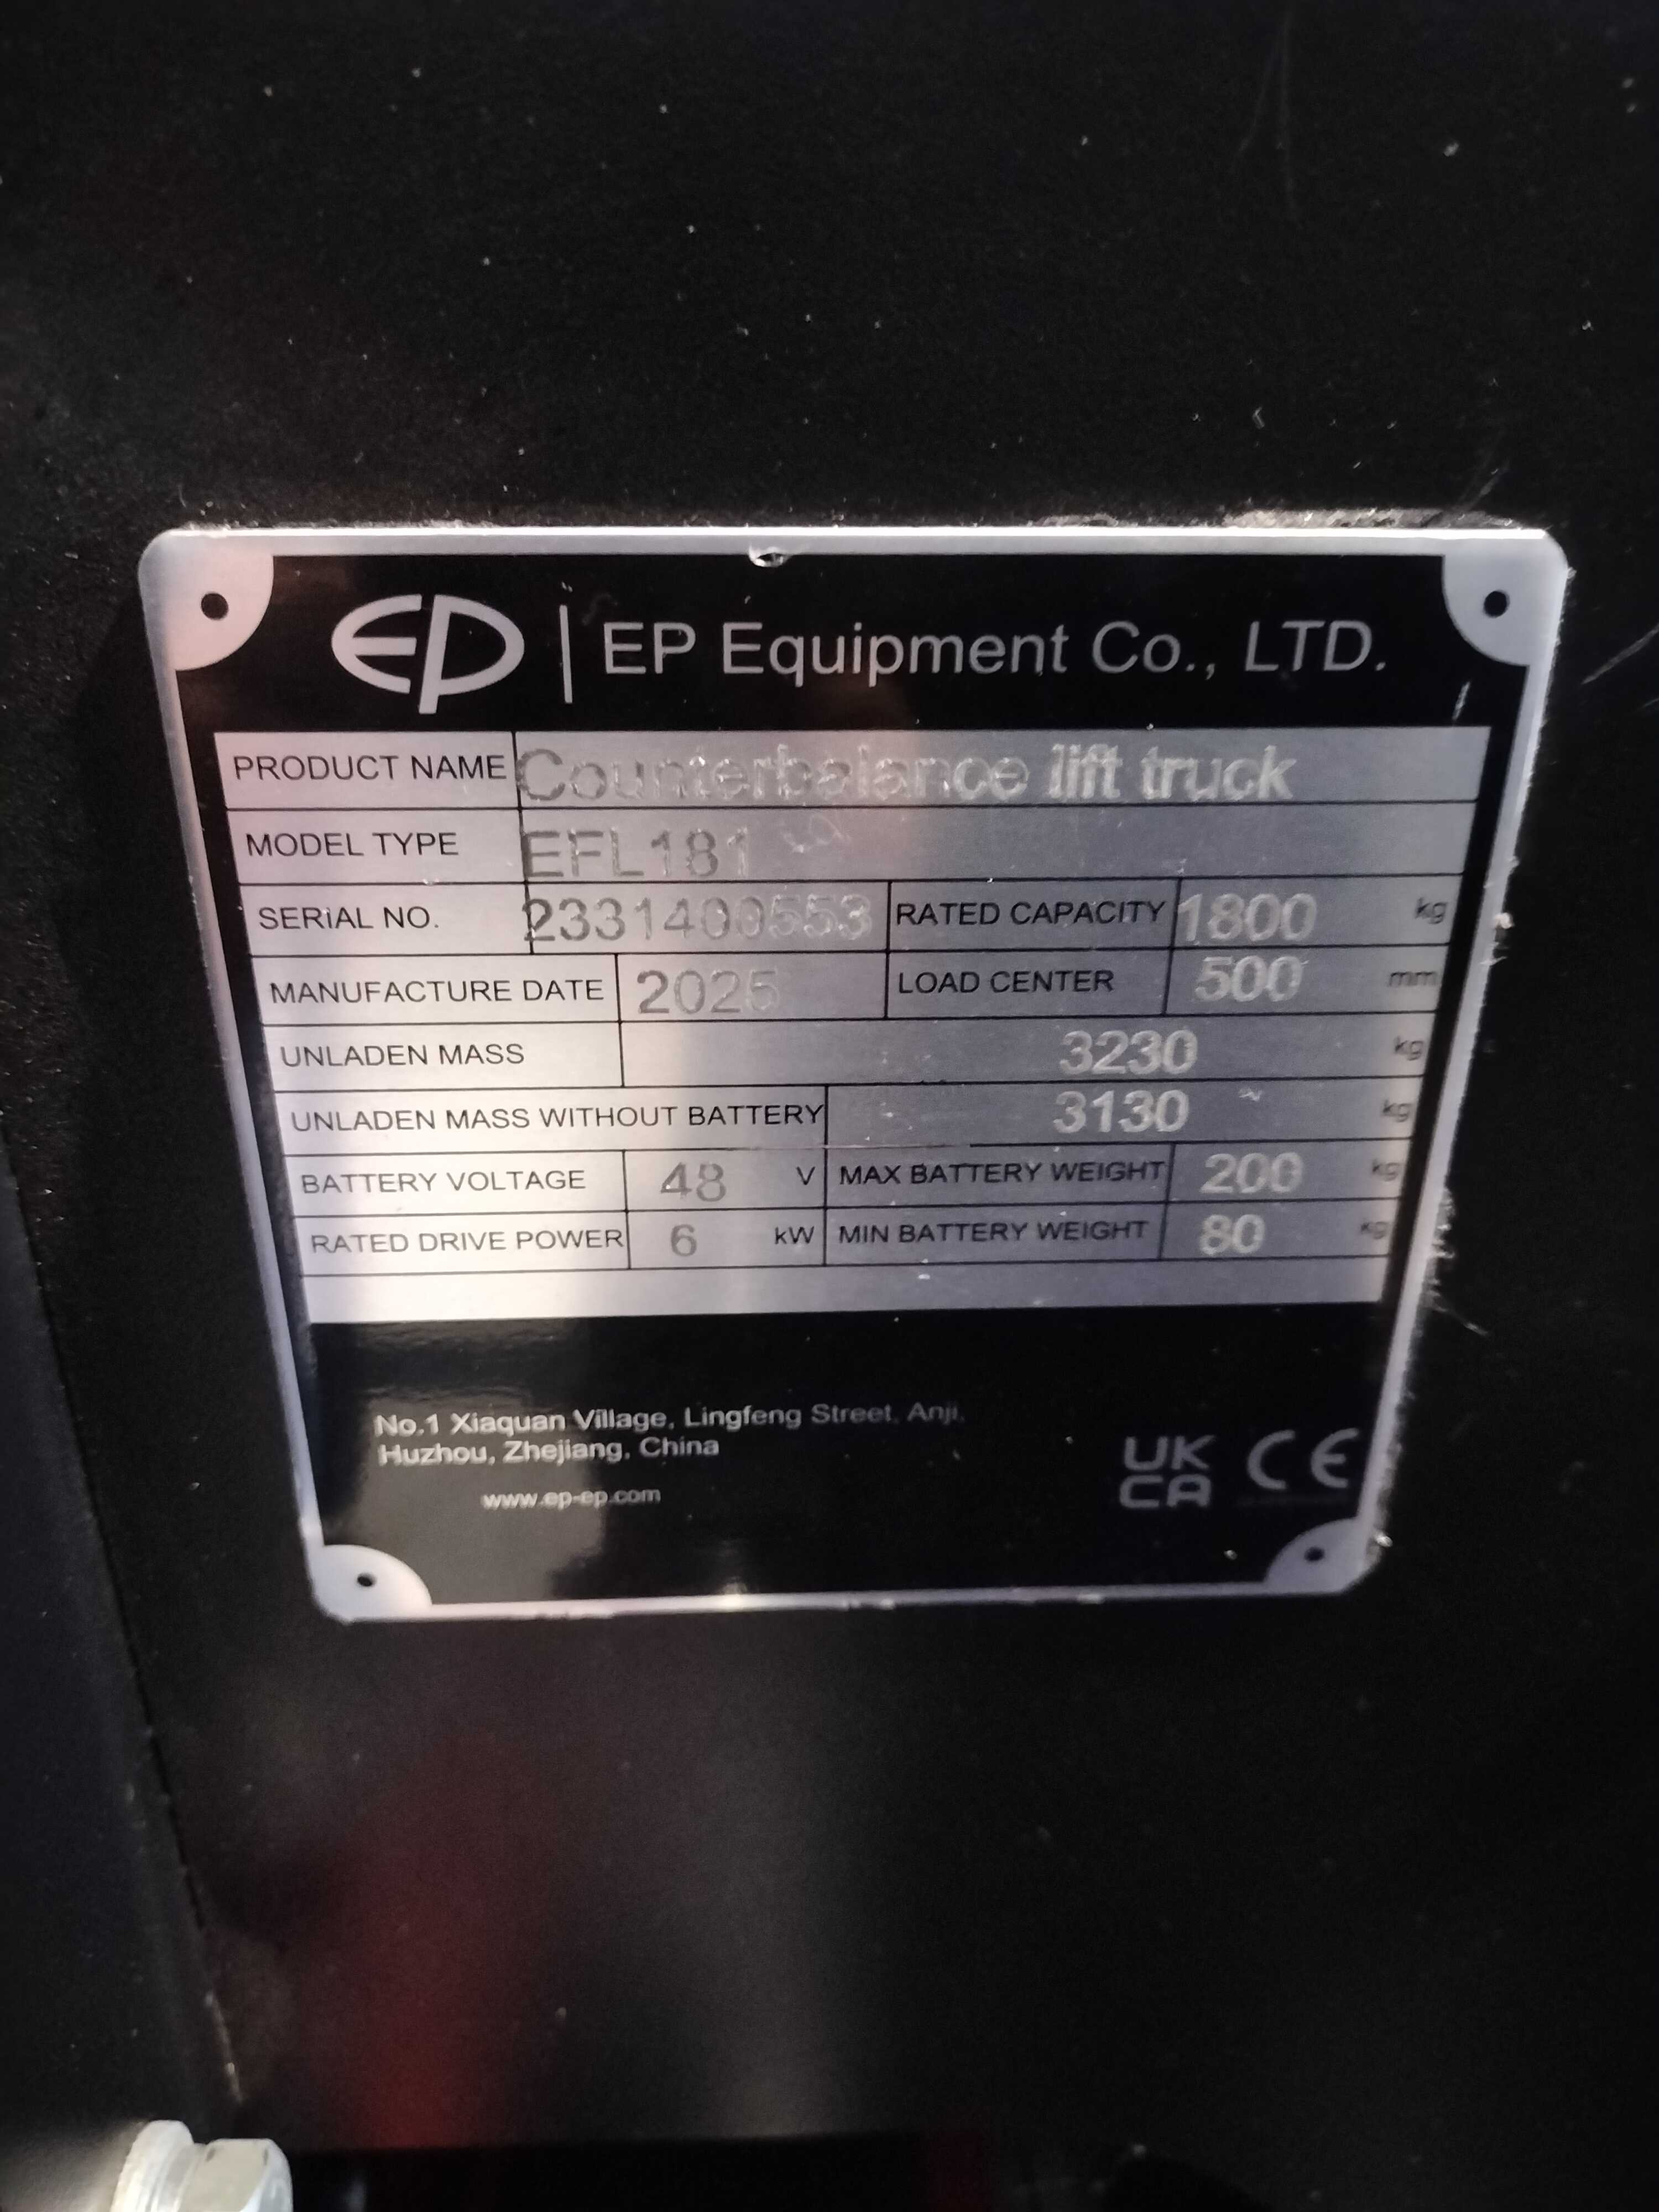 EP | EP Equipment Co., LTD.
PRODUCT NAME Counterbalance lift truck
MODEL TYPE EFL181
SERIAL NO. 2331400553 RATED CAPACITY 1800 kg
MANUFACTURE DATE 2025 LOAD CENTER 500 mm
UNLADEN MASS 3230 kg
UNLADEN MASS WITHOUT BATTERY 3130 kg
BATTERY VOLTAGE 48 V MAX BATTERY WEIGHT 200 kg
RATED DRIVE POWER 6 kW MIN BATTERY WEIGHT 80 kg
No.1 Xiaquan Village, Lingfeng Street, Anji,
Huzhou, Zhejiang, China
www.ep-ep.com
UK
CA
CE